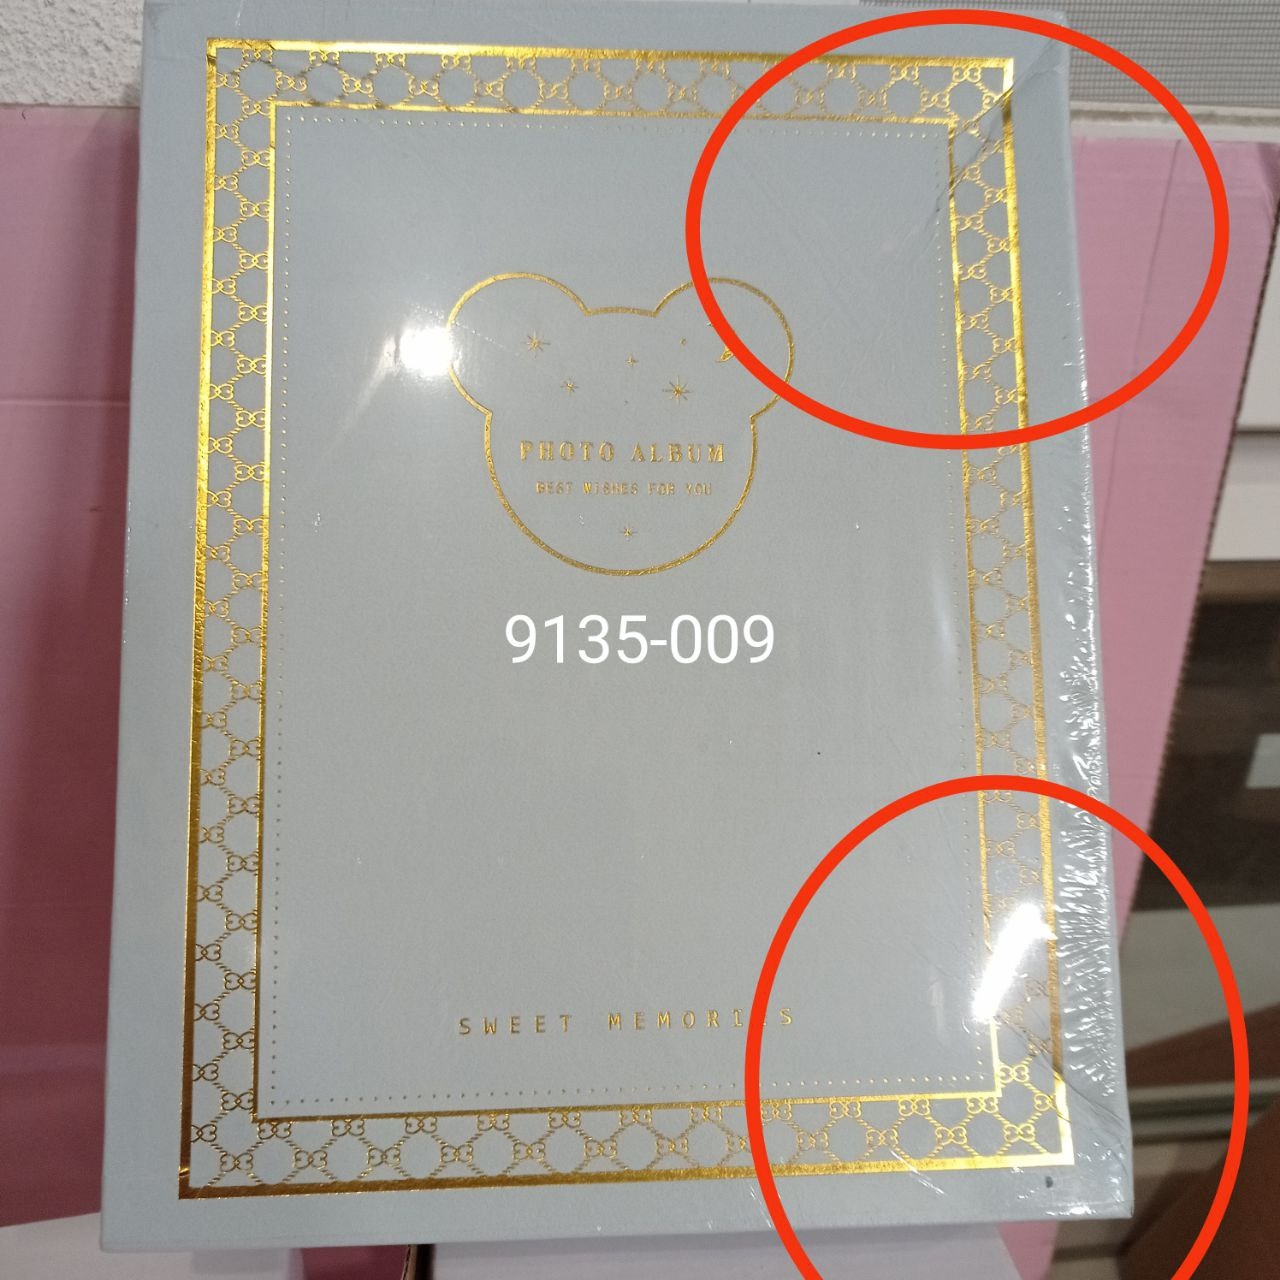 PHOTO ALBUM
BEST WISHES FOR YOU
9135-009
SWEET MEMORIES